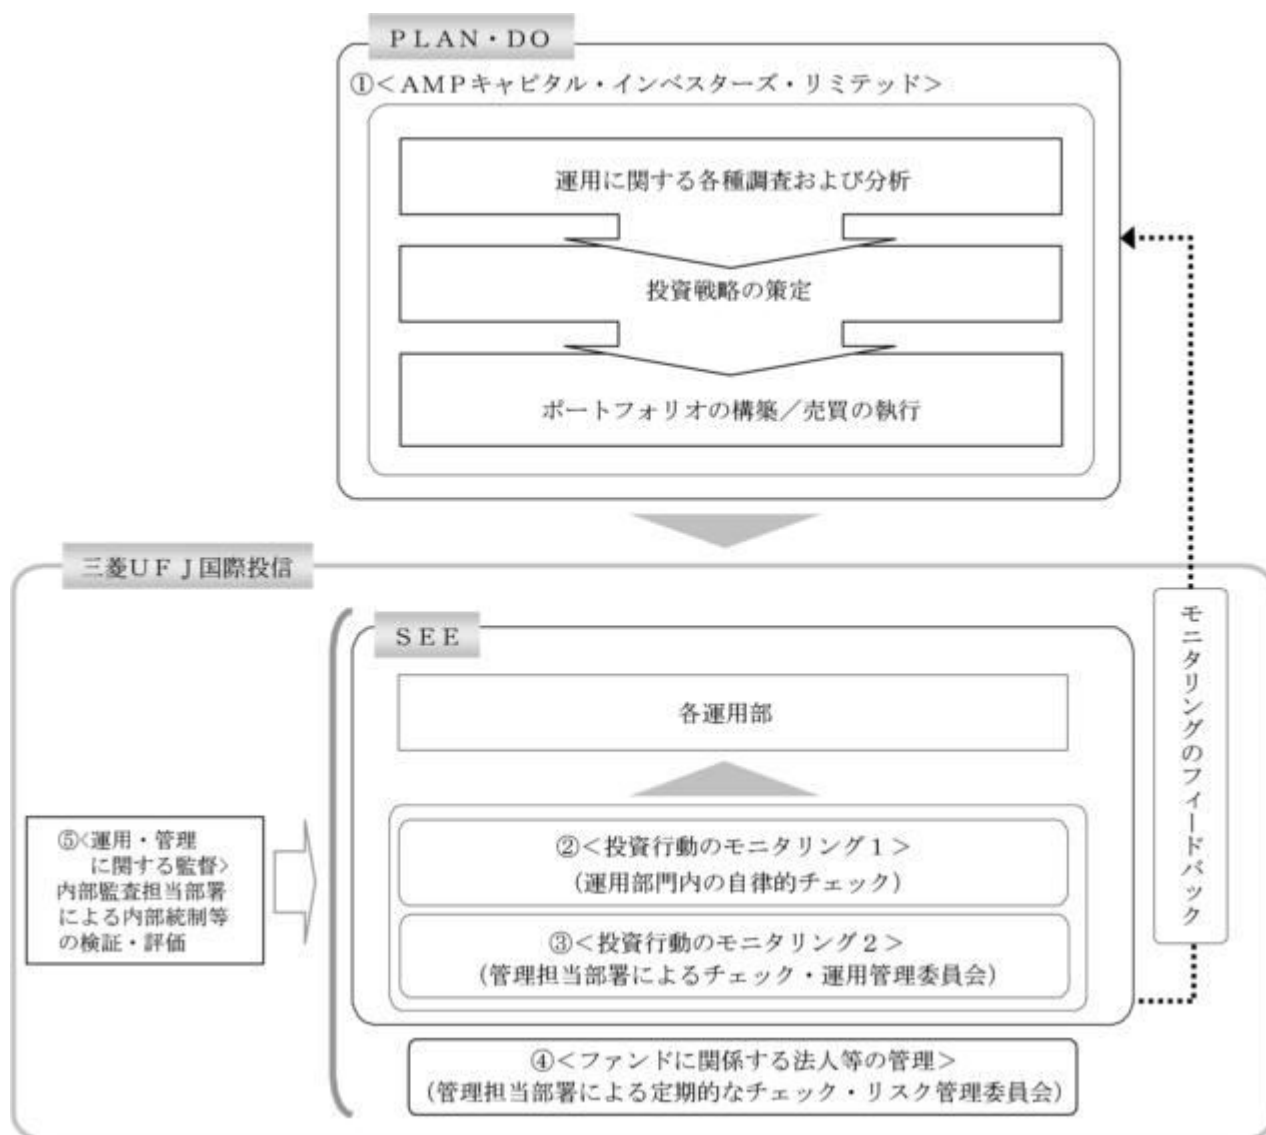 ＰＬＡＮ・ＤＯ
①＜ＡＭＰキャピタル・インベスターズ・リミテッド＞
運用に関する各種調査および分析
投資戦略の策定
ポートフォリオの構築／売買の執行
三菱ＵＦＪ国際投信
ＳＥＥ
各運用部
②＜投資行動のモニタリング１＞
（運用部門内の自律的チェック）
③＜投資行動のモニタリング２＞
（管理担当部署によるチェック・運用管理委員会）
④＜ファンドに関係する法人等の管理＞
（管理担当部署による定期的なチェック・リスク管理委員会）
⑤<運用・管理
に関する監督>
内部監査担当部署
による内部統制等
の検証・評価
モニタリングのフィードバック